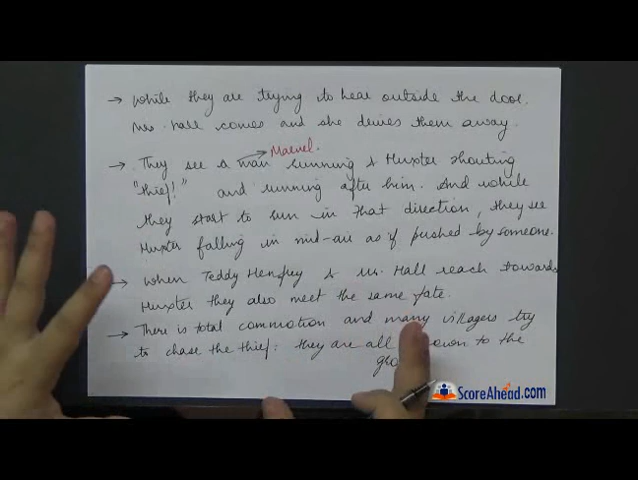 → While they are trying to hear outside the door.
Mrs. Hall comes and she drives them away.
Marvel.
→ They see a man running & Huxter shouting
"thief!" and running after him. And while
they start to run in that direction, they see
Huxter falling in mid-air as if pushed by someone.
→ When Teddy Henfrey & Mr. Hall reach towards
Huxter they also meet the same fate.
→ There is total commotion and many villagers try
to chase the thief. They are all to the
ScoreAhead.com